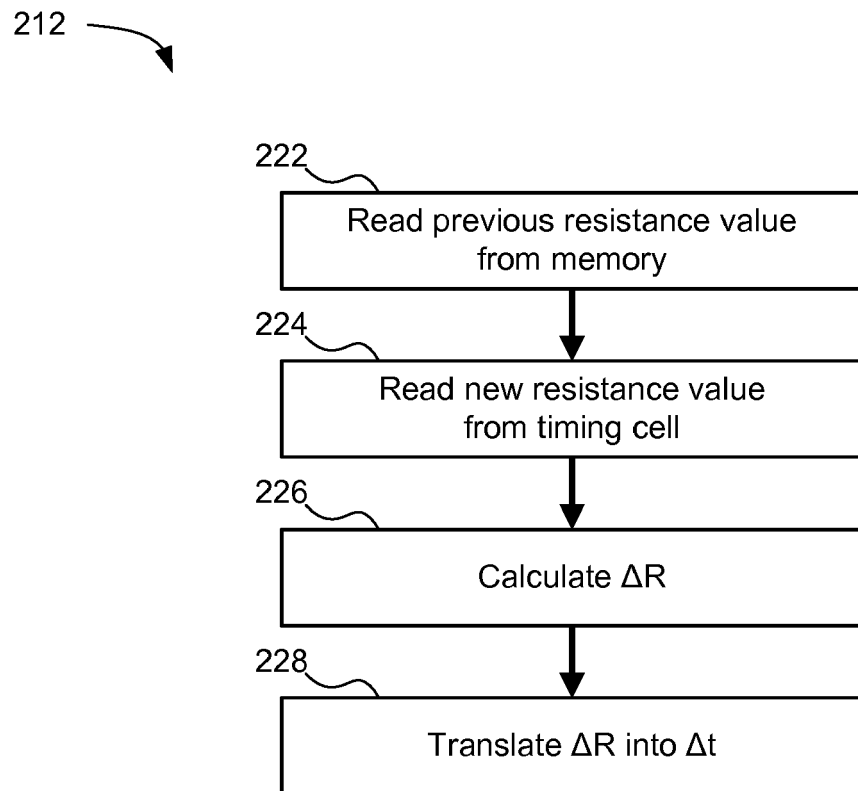 212
222
Read previous resistance value
from memory
224
Read new resistance value
from timing cell
226
Calculate ΔR
228
Translate ΔR into Δt